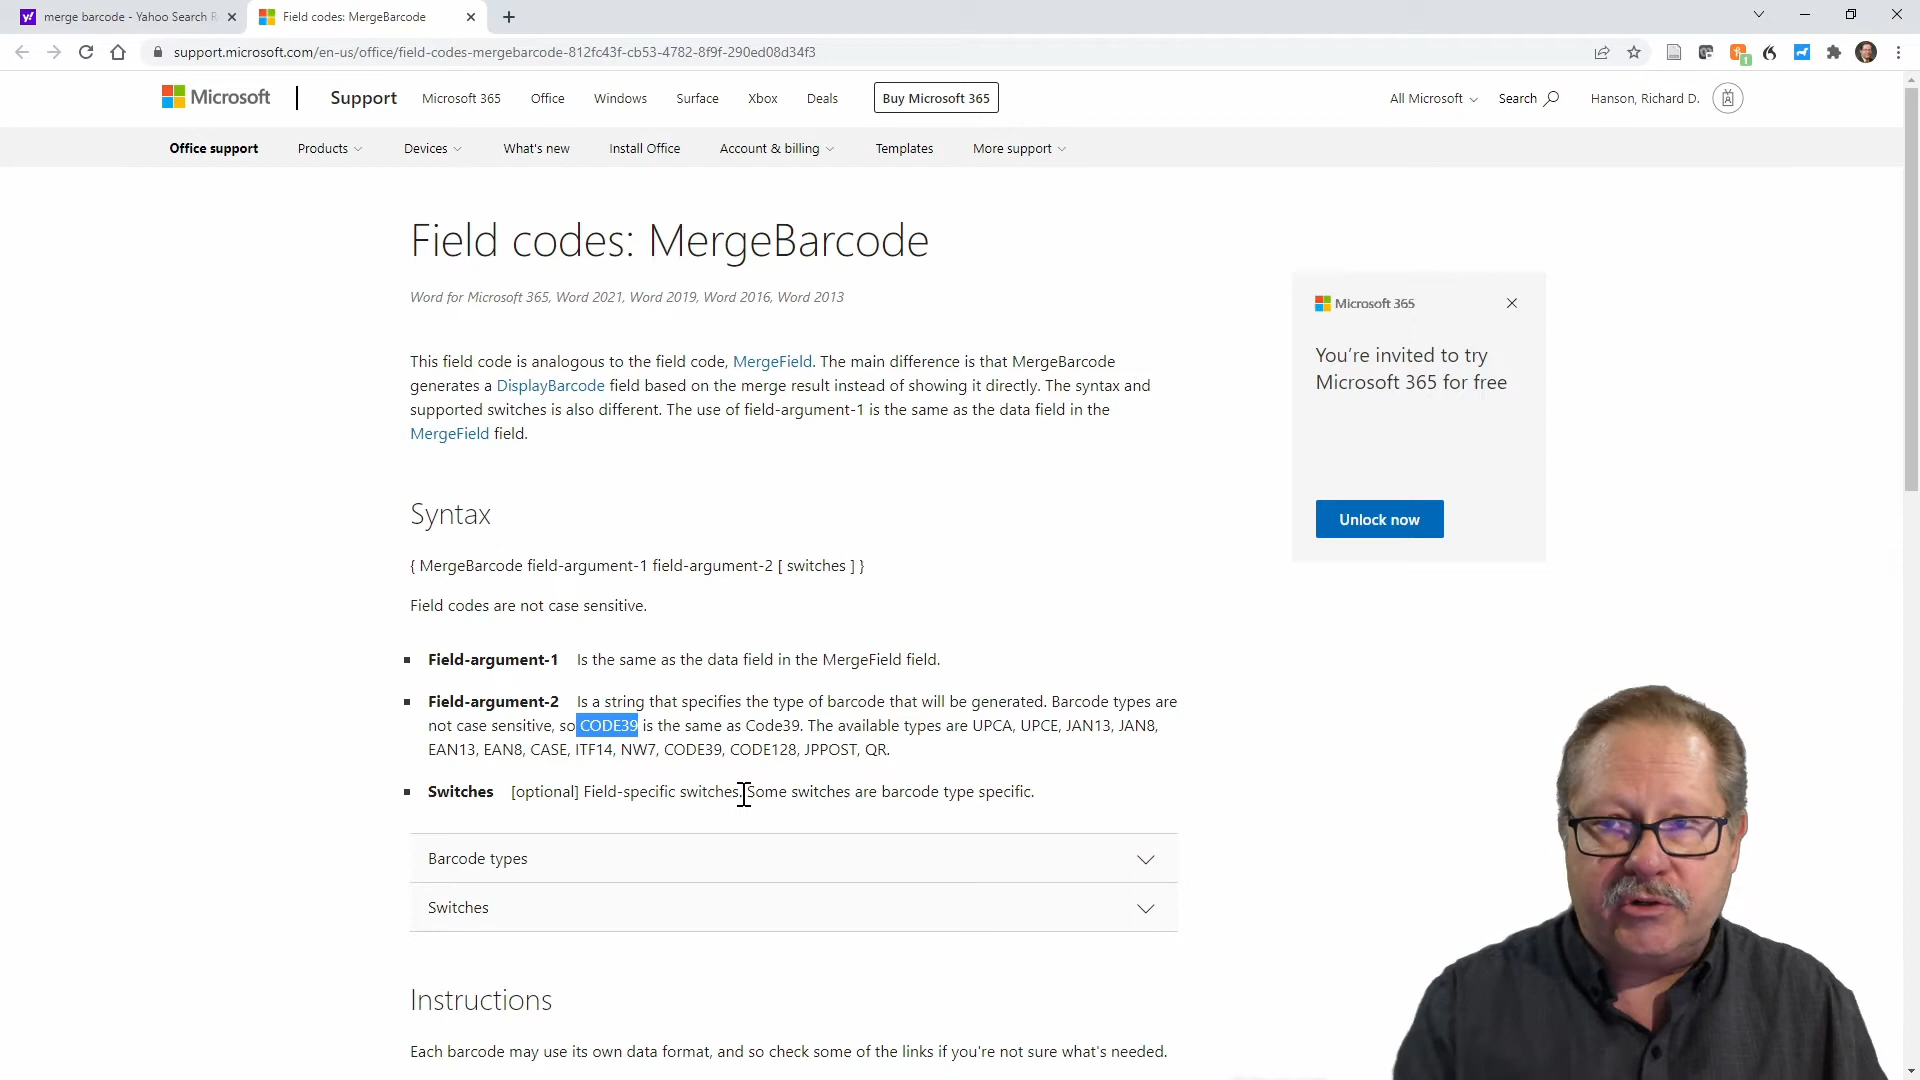 merge barcode - Yahoo Search R
Field codes: MergeBarcode
support.microsoft.com/en-us/office/field-codes-mergebarcode-812fc43f-cb53-4782-8f9f-290ed08d34f3
1
Microsoft
Support
Microsoft 365
Office
Windows
Surface
Xbox
Deals
Buy Microsoft 365
All Microsoft
Search
Hanson, Richard D.
Office support
Products
Devices
What's new
Install Office
Account & billing
Templates
More support
Field codes: MergeBarcode
Word for Microsoft 365, Word 2021, Word 2019, Word 2016, Word 2013
Microsoft 365
You're invited to try
Microsoft 365 for free
Unlock now
This field code is analogous to the field code, MergeField. The main difference is that MergeBarcode
generates a DisplayBarcode field based on the merge result instead of showing it directly. The syntax and
supported switches is also different. The use of field-argument-1 is the same as the data field in the
MergeField field.
Syntax
{ MergeBarcode field-argument-1 field-argument-2 [ switches ] }
Field codes are not case sensitive.
Field-argument-1 Is the same as the data field in the MergeField field.
Field-argument-2 Is a string that specifies the type of barcode that will be generated. Barcode types are
not case sensitive, so CODE39 is the same as Code39. The available types are UPCA, UPCE, JAN13, JAN8,
EAN13, EAN8, CASE, ITF14, NW7, CODE39, CODE128, JPPOST, QR.
Switches [optional] Field-specific switches. Some switches are barcode type specific.
Barcode types
Switches
Instructions
Each barcode may use its own data format, and so check some of the links if you're not sure what's needed.